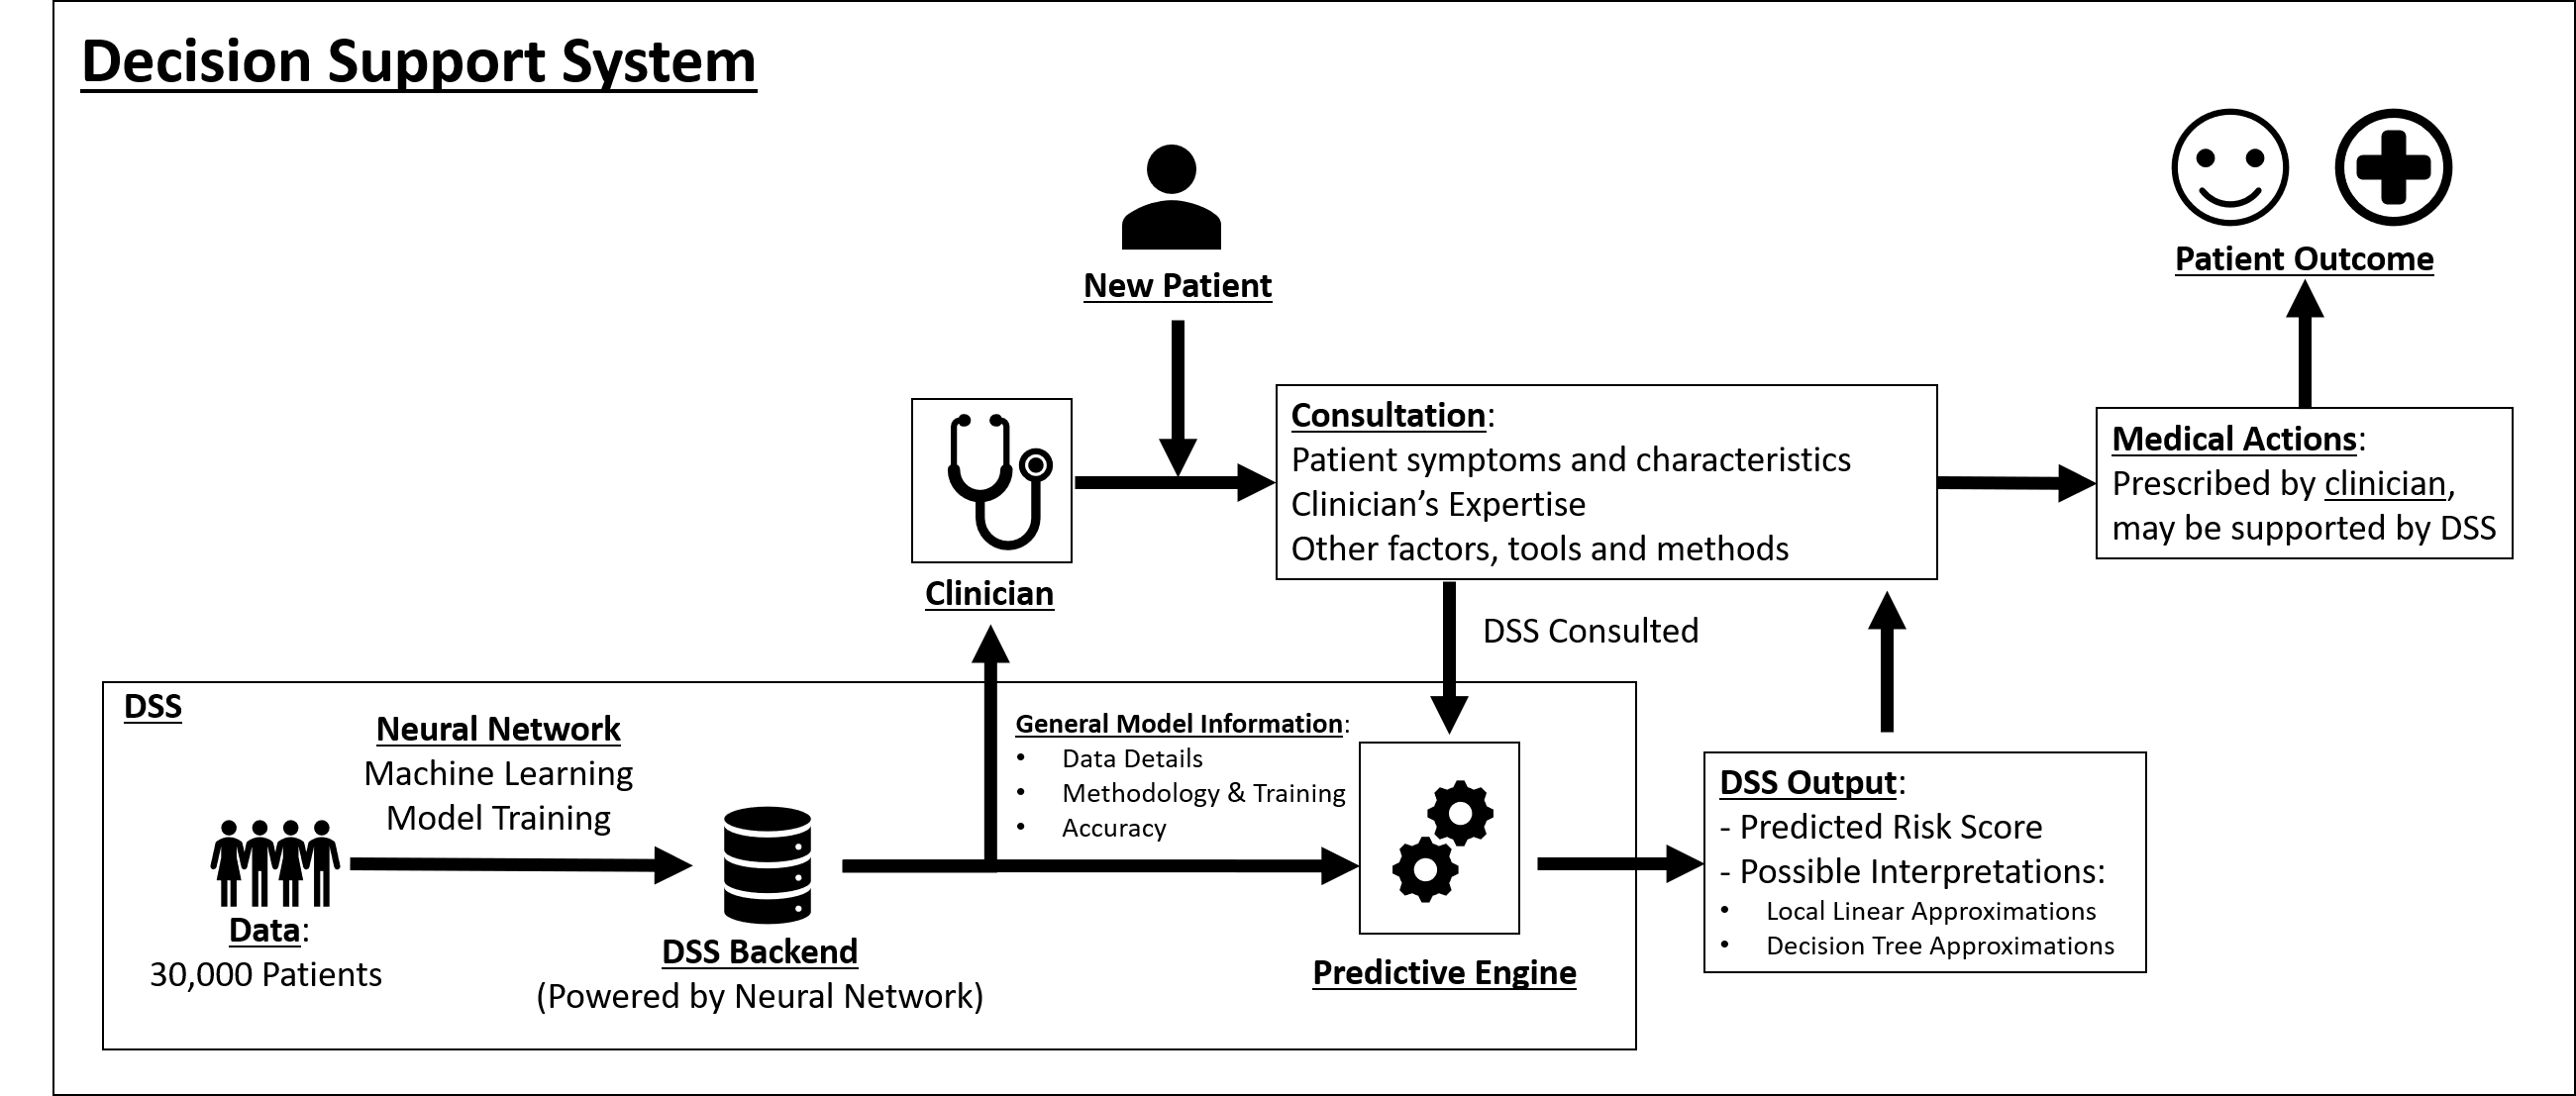 Decision Support System
New Patient
Patient Outcome
Clinician
Consultation:
Patient symptoms and characteristics
Clinician’s Expertise
Other factors, tools and methods
Medical Actions:
Prescribed by clinician,
may be supported by DSS
DSS Consulted
DSS
Neural Network
Machine Learning
Model Training
Data:
30,000 Patients
DSS Backend
(Powered by Neural Network)
General Model Information:
• Data Details
• Methodology & Training
• Accuracy
Predictive Engine
DSS Output:
- Predicted Risk Score
- Possible Interpretations:
• Local Linear Approximations
• Decision Tree Approximations